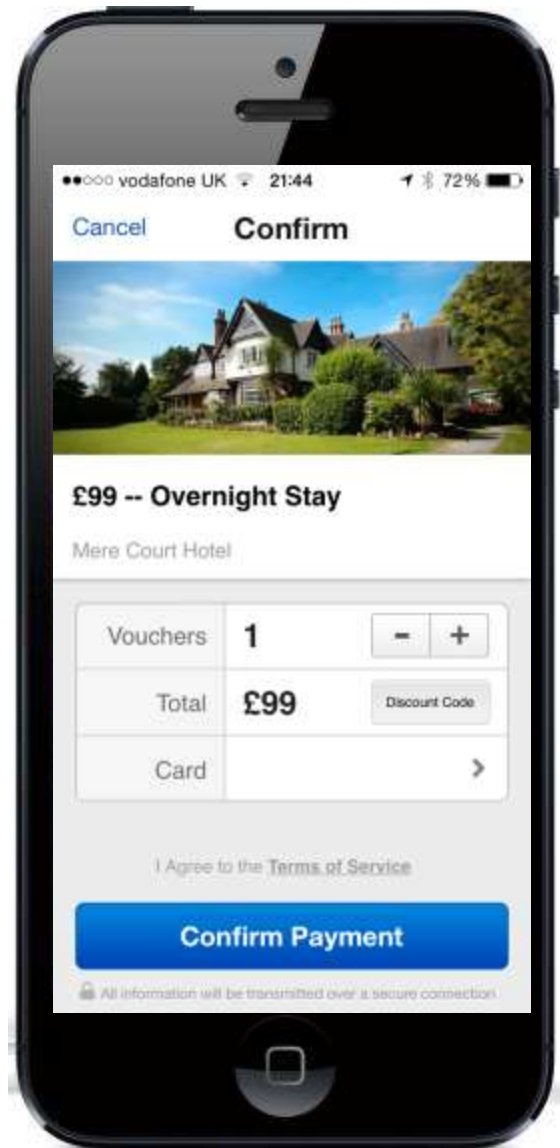 vodafone UK 21:44 72%
Cancel Confirm
£99 -- Overnight Stay
Mere Court Hotel
Vouchers 1 - +
Total £99 Discount Code
Card >
I Agree to the Terms of Service
Confirm Payment
All information will be transmitted over a secure connection